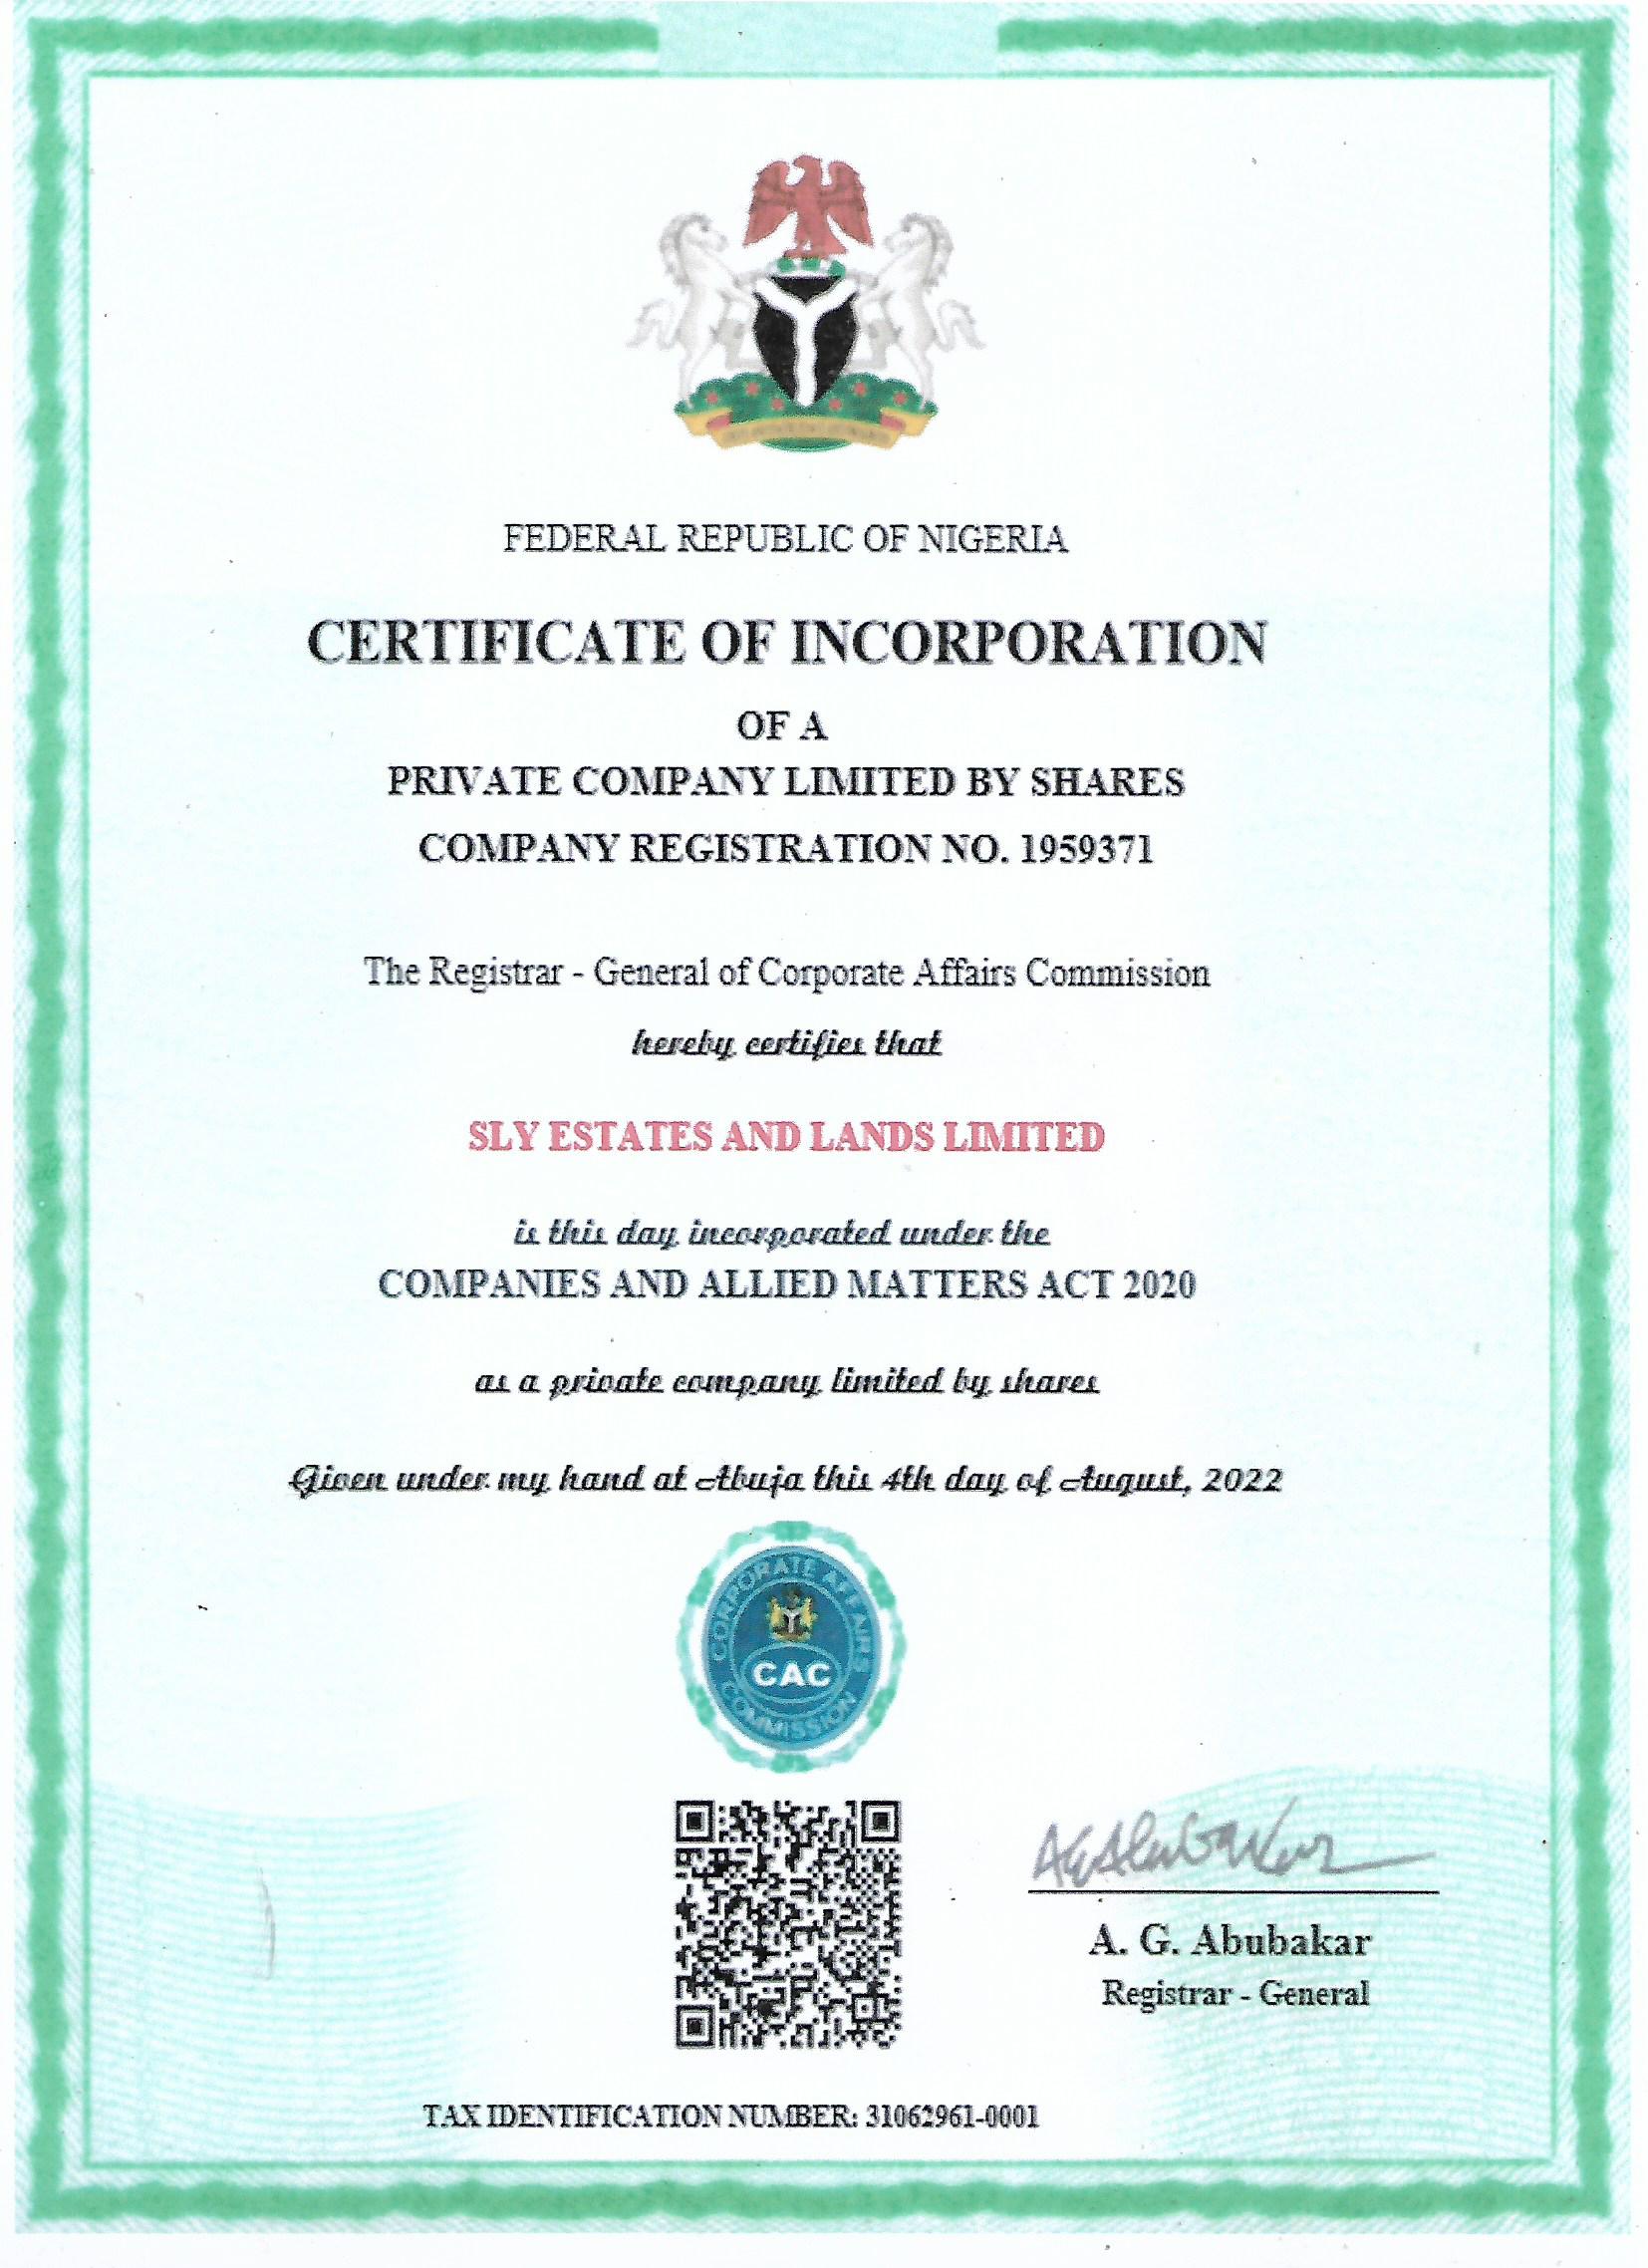 FEDERAL REPUBLIC OF NIGERIA
CERTIFICATE OF INCORPORATION
OF A
PRIVATE COMPANY LIMITED BY SHARES
COMPANY REGISTRATION NO. 1959371
The Registrar - General of Corporate Affairs Commission
hereby certifies that
SLY ESTATES AND LANDS LIMITED
is this day incorporated under the
COMPANIES AND ALLIED MATTERS ACT 2020
as a private company limited by shares
Given under my hand at Abuja this 4th day of August, 2022
CORPORATE AFFAIRS
CAC
COMMISSION
AGAbubakar
A. G. Abubakar
Registrar - General
TAX IDENTIFICATION NUMBER: 31062961-0001